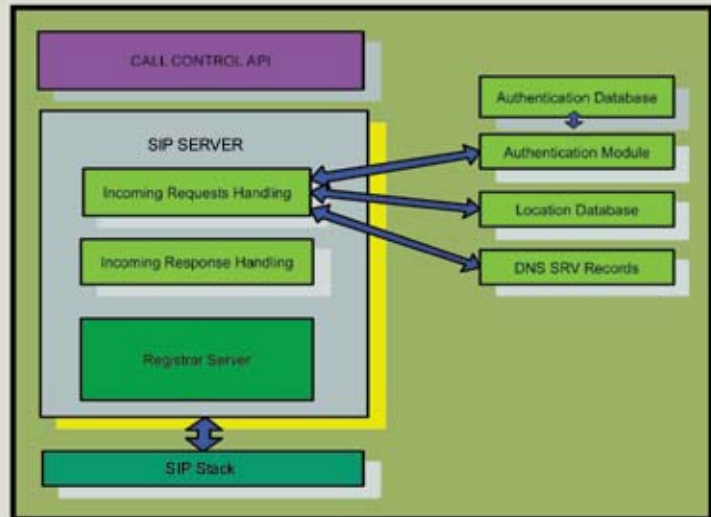 CALL CONTROL API
SIP SERVER
Incoming Requests Handling
Incoming Response Handling
Registrar Server
SIP Stack
Authentication Database
Authentication Module
Location Database
DNS SRV Records